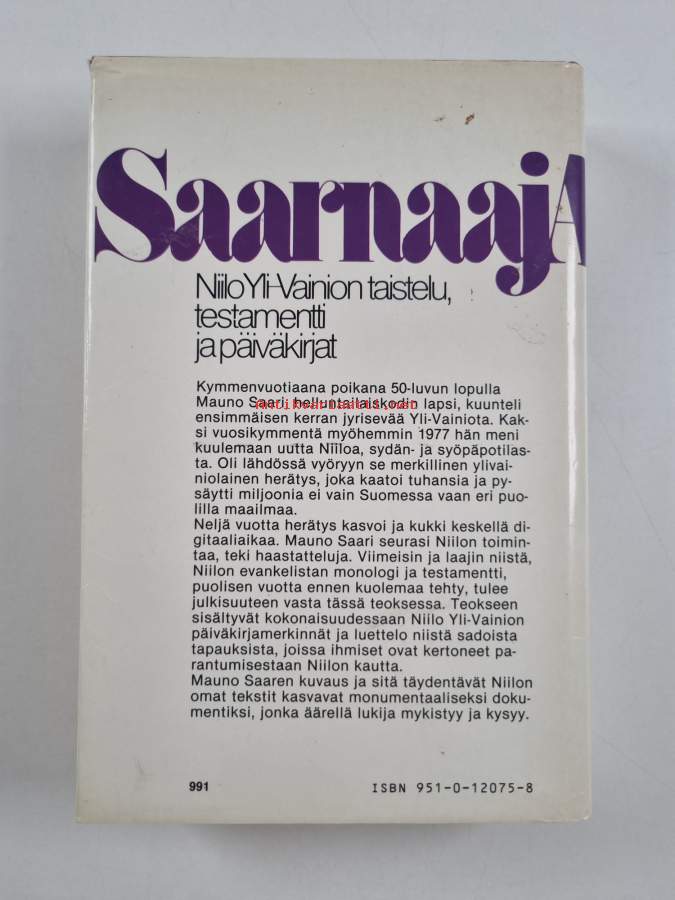 SaarnaajA
Niilo Yli-Vainion taistelu,
testamentti
ja päiväkirjat
Kymmenvuotiaana poikana 50-luvun lopulla
Mauno Saari, helluntailaiskodin lapsi, kuunteli
antikvariaatti.net
ensimmäisen kerran jyrisevää Yli-Vainiota. Kak-
si vuosikymmentä myöhemmin 1977 hän meni
kuulemaan uutta Niiloa, sydän- ja syöpäpotilas-
ta. Oli lähdössä vyöryyn se merkillinen ylivai-
niolainen herätys, joka kaatoi tuhansia ja py-
säytti miljoonia ei vain Suomessa vaan eri puo-
lilla maailmaa.
Neljä vuotta herätys kasvoi ja kukki keskellä di-
gitaaliaikaa. Mauno Saari seurasi Niilon toimin-
taa, teki haastatteluja. Viimeisin ja laajin niistä,
Niilon evankelistan monologi ja testamentti,
puolisen vuotta ennen kuolemaa tehty, tulee
julkisuuteen vasta tässä teoksessa. Teokseen
sisältyvät kokonaisuudessaan Niilo Yli-Vainion
päiväkirjamerkinnät ja luettelo niistä sadoista
tapauksista, joissa ihmiset ovat kertoneet pa-
rantumisestaan Niilon kautta.
Mauno Saaren kuvaus ja sitä täydentävät Niilon
omat tekstit kasvavat monumentaaliseksi doku-
mentiksi, jonka äärellä lukija mykistyy ja kysyy.
991
ISBN 951-0-12075-8